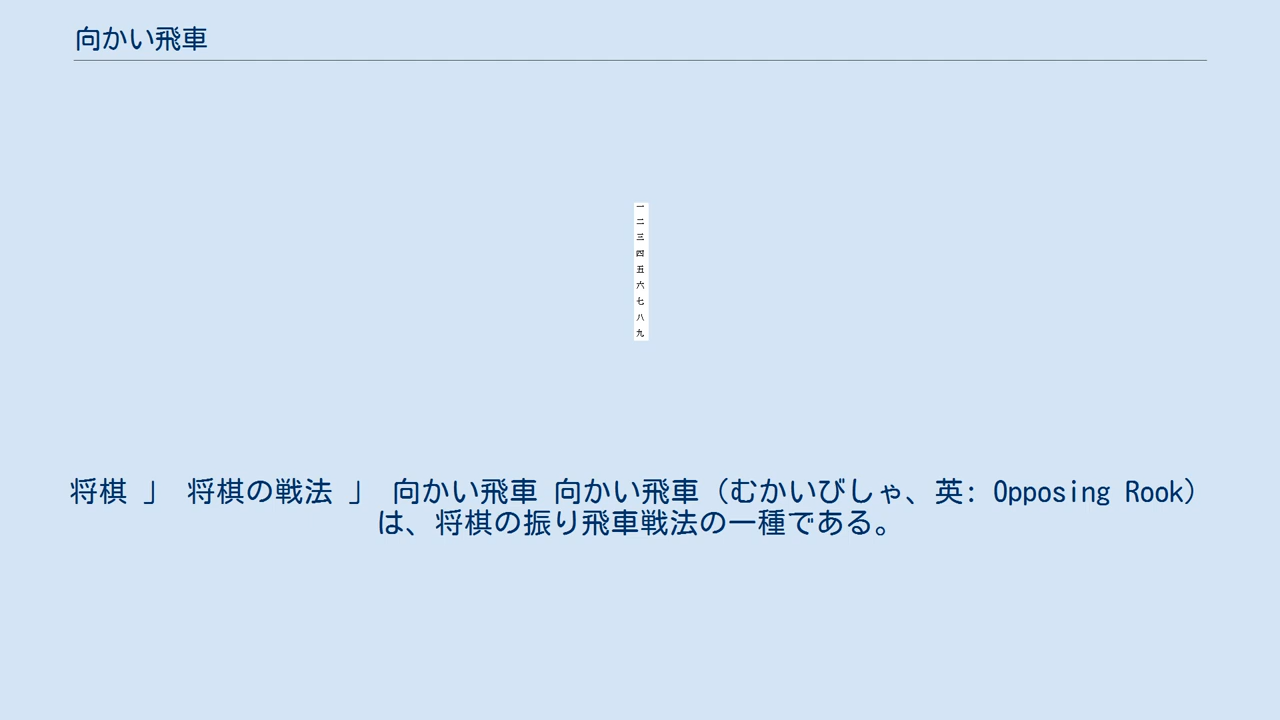 向かい飛車
一
二
三
四
五
六
七
八
九
将棋 」 将棋の戦法 」 向かい飛車 向かい飛車（むかいびしゃ、英: Opposing Rook）
は、将棋の振り飛車戦法の一種である。